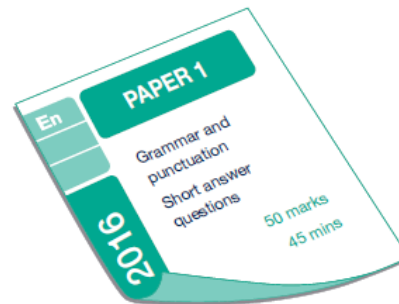 En
PAPER 1
Grammar and
punctuation
Short answer
questions
50 marks
45 mins
2016